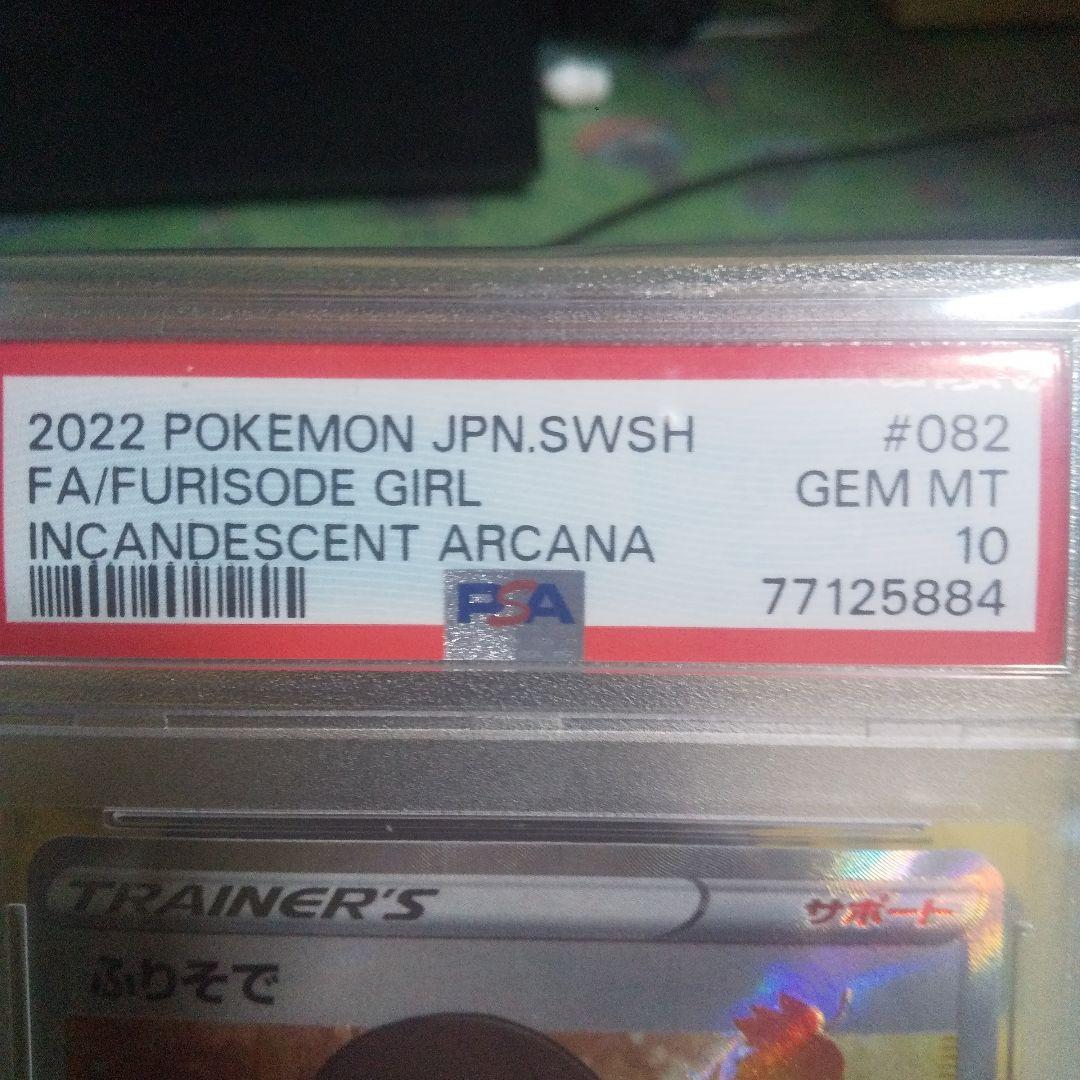 2022 POKEMON JPN.SWSH #082
FA/FURISODE GIRL GEM MT
INCANDESCENT ARCANA 10
PSA 77125884
TRAINER'S サポート
ふりそで